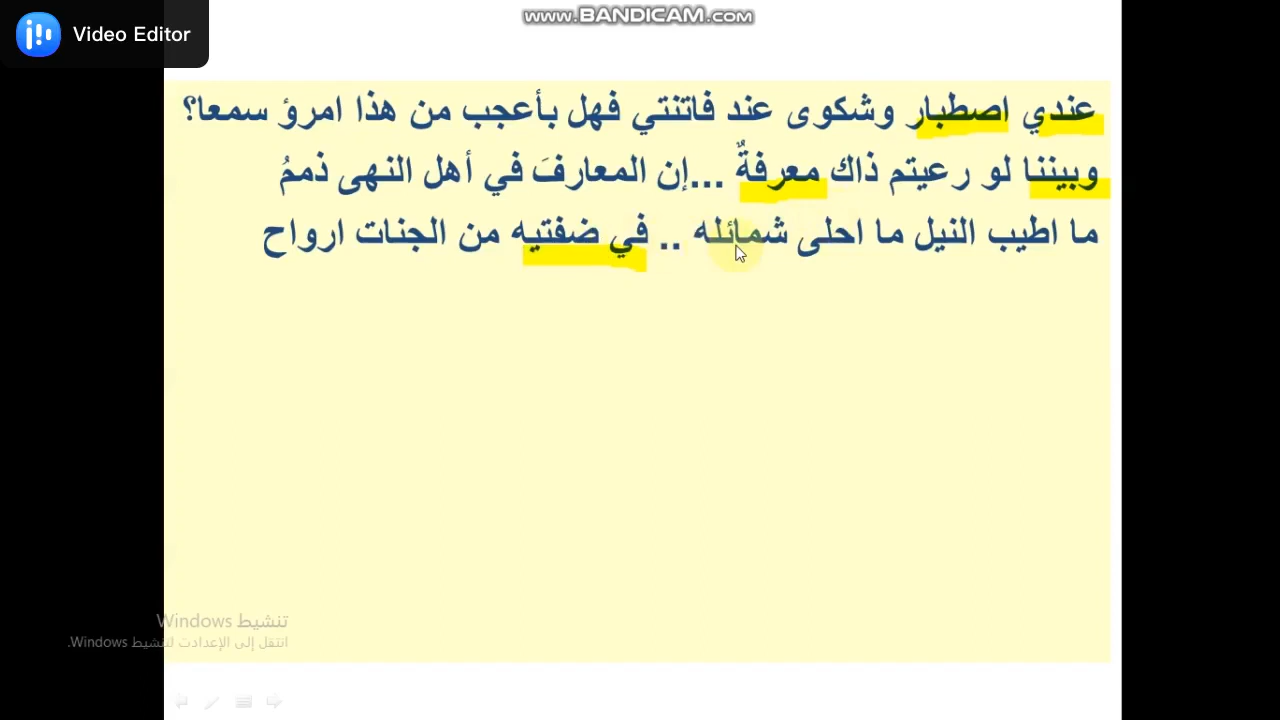 www.BANDICAM.com
Video Editor
عندي اصطبار وشكوى عند فاتنتي فهل بأعجب من هذا امرؤ سمعا؟
وبيننا لو رعيتم ذاك معرفةٌ ...إن المعارفَ في أهل النهى ذممُ
ما اطيب النيل ما احلى شمائله .. في ضفتيه من الجنات ارواح
تنشيط Windows
انتقل إلى الإعدادت لتنشيط Windows.